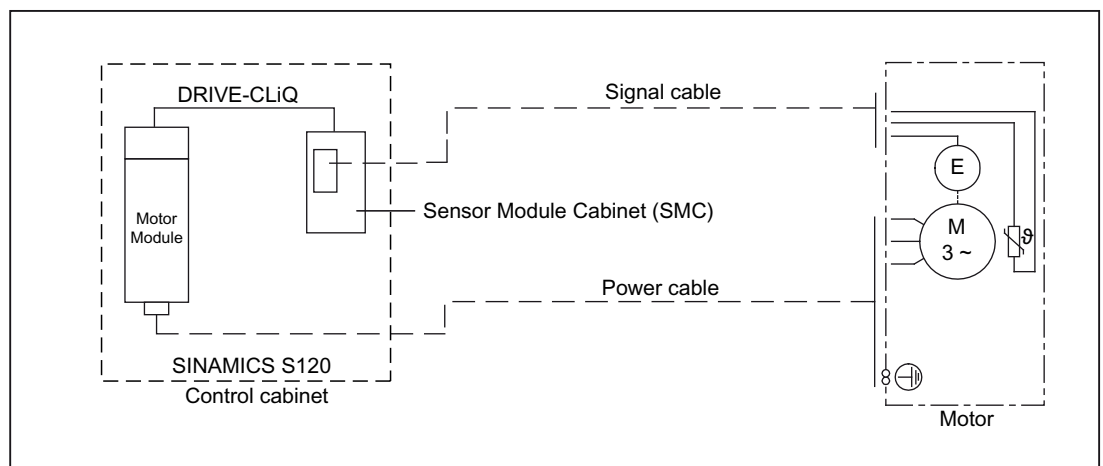 DRIVE-CLiQ
Signal cable
Motor
Module
Sensor Module Cabinet (SMC)
E
M
3 ~
ϑ
Power cable
SINAMICS S120
Control cabinet
Motor